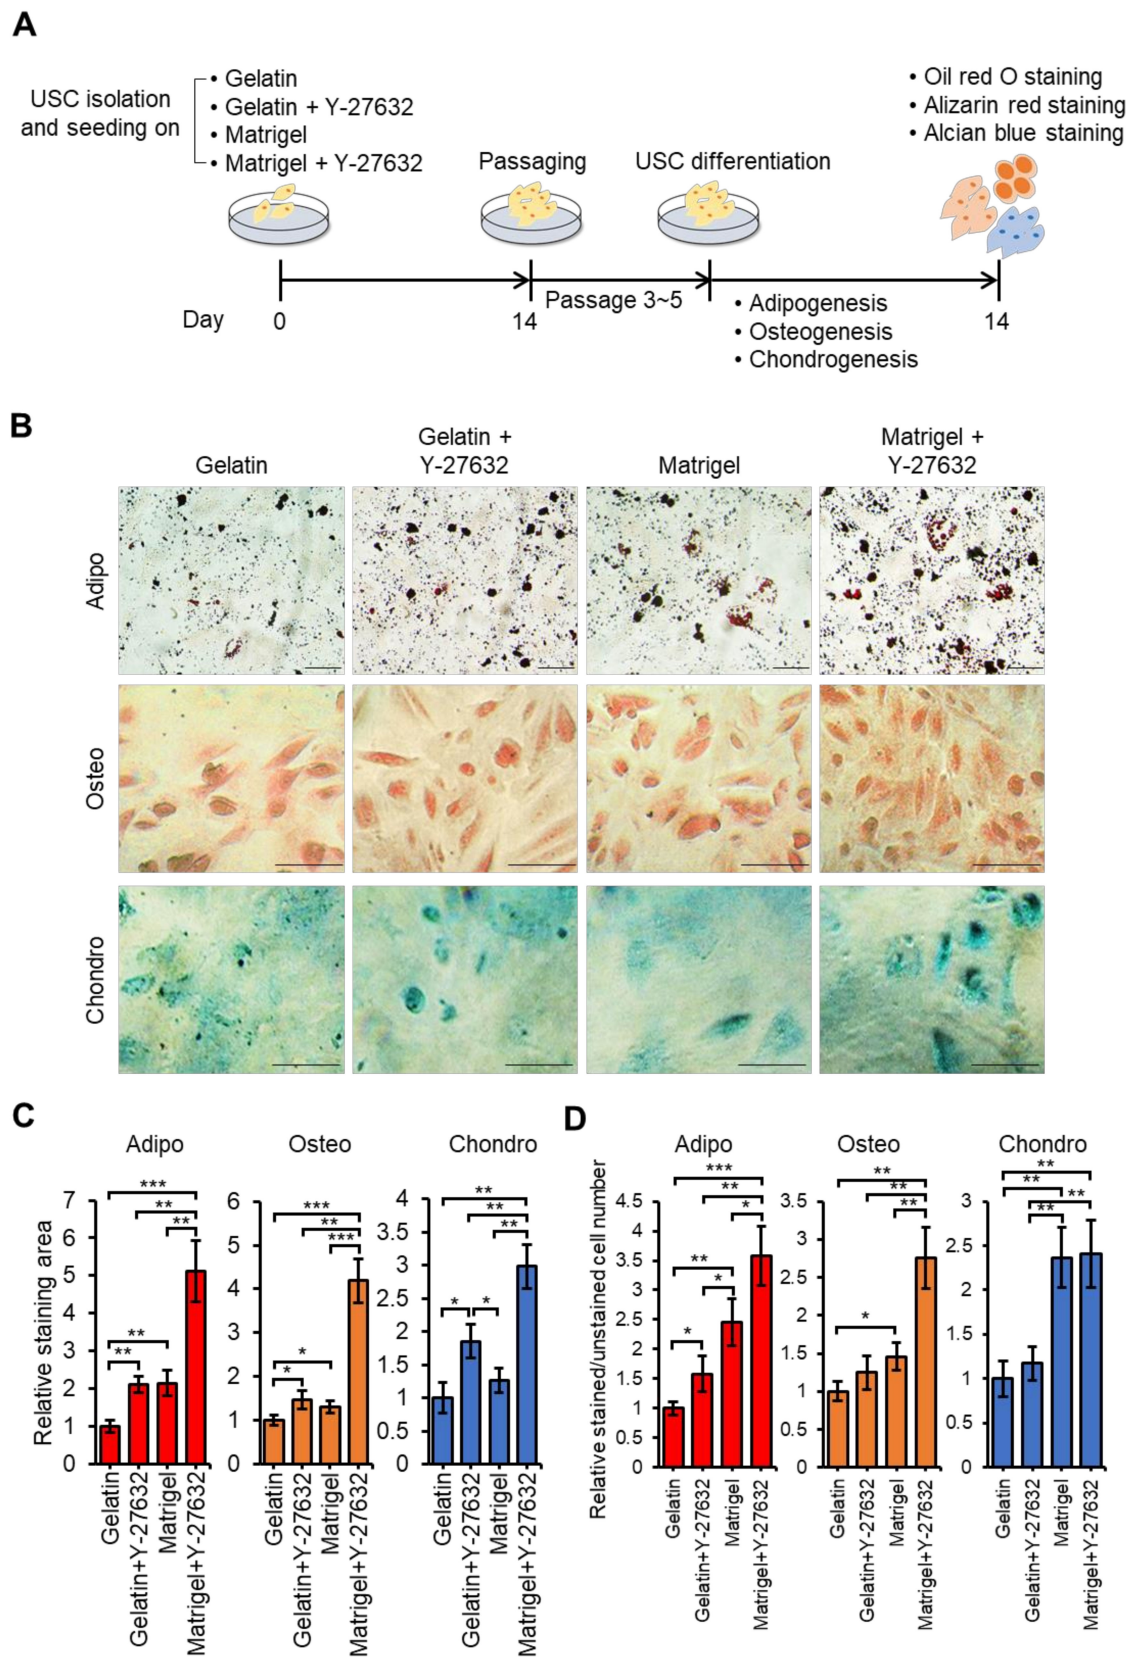 A
USC isolation
and seeding on
• Gelatin
• Gelatin + Y-27632
• Matrigel
• Matrigel + Y-27632
Passaging
USC differentiation
• Oil red O staining
• Alizarin red staining
• Alcian blue staining
Passage 3~5
Day
0
14
14
• Adipogenesis
• Osteogenesis
• Chondrogenesis
B
Gelatin
Gelatin +
Y-27632
Matrigel
Matrigel +
Y-27632
Adipo
Osteo
Chondro
C
Adipo
Relative staining area
7
6
5
4
3
2
1
0
***
**
**
**
**
Gelatin
Gelatin+Y-27632
Matrigel
Matrigel+Y-27632
Osteo
6
5
4
3
2
1
0
***
**
***
*
*
Gelatin
Gelatin+Y-27632
Matrigel
Matrigel+Y-27632
Chondro
4
3.5
3
2.5
2
1.5
1
0.5
0
**
**
**
*
*
Gelatin
Gelatin+Y-27632
Matrigel
Matrigel+Y-27632
D
Adipo
Relative stained/unstained cell number
4.5
4
3.5
3
2.5
2
1.5
1
0.5
0
***
**
*
**
*
*
Gelatin
Gelatin+Y-27632
Matrigel
Matrigel+Y-27632
Osteo
3.5
3
2.5
2
1.5
1
0.5
0
**
**
**
*
Gelatin
Gelatin+Y-27632
Matrigel
Matrigel+Y-27632
Chondro
3
2.5
2
1.5
1
0.5
0
**
**
**
**
Gelatin
Gelatin+Y-27632
Matrigel
Matrigel+Y-27632